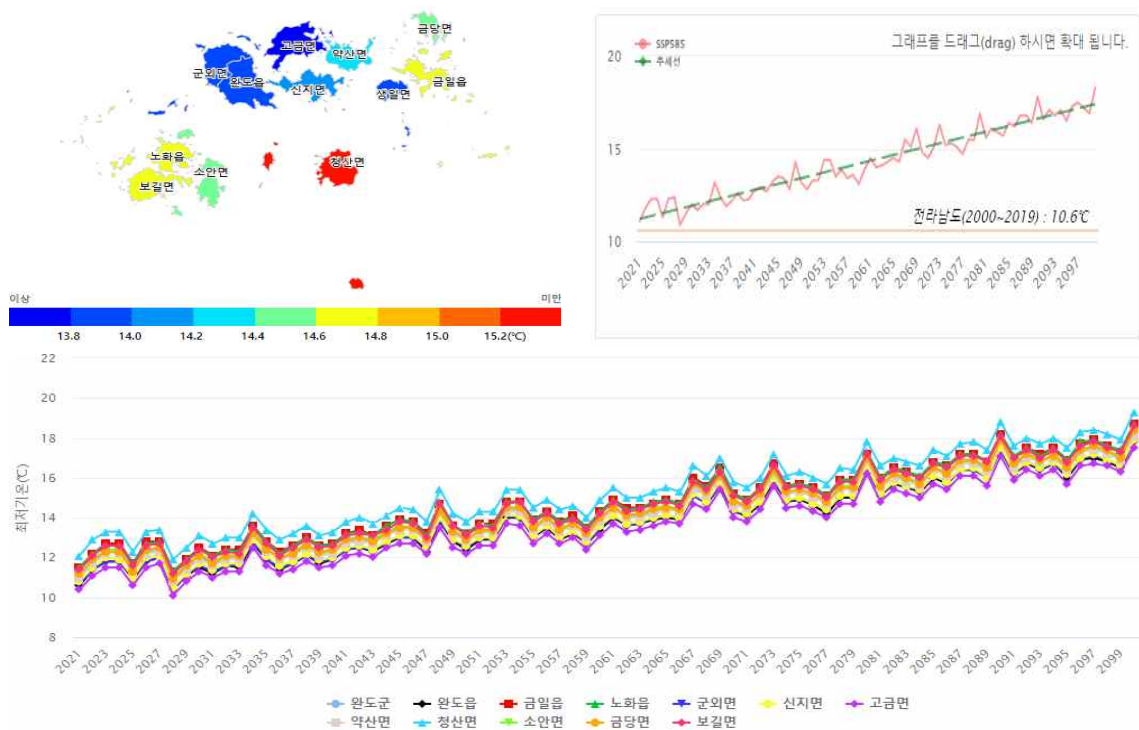 금당면
고금면
약산면
군외면
완도읍
신지면
생일면
금일읍
노화읍
소안면
청산면
보길면
이상
미만
13.8 14.0 14.2 14.4 14.6 14.8 15.0 15.2(℃)
SSP585
추세선
그래프를 드래그(drag) 하시면 확대 됩니다.
20
15
전라남도(2000~2019) : 10.6℃
10
2021 2025 2029 2033 2037 2041 2045 2049 2053 2057 2061 2065 2069 2073 2077 2081 2085 2089 2093 2097
최저기온(℃)
22
20
18
16
14
12
10
8
2021 2023 2025 2027 2029 2031 2033 2035 2037 2039 2041 2043 2045 2047 2049 2051 2053 2055 2057 2059 2061 2063 2065 2067 2069 2071 2073 2075 2077 2079 2081 2083 2085 2087 2089 2091 2093 2095 2097 2099
완도군 완도읍 금일읍 노화읍 군외면 신지면 고금면
약산면 청산면 소안면 금당면 보길면